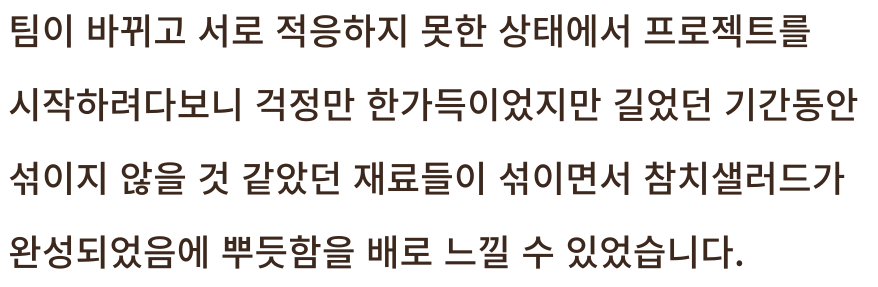 팀이 바뀌고 서로 적응하지 못한 상태에서 프로젝트를
시작하려다보니 걱정만 한가득이었지만 길었던 기간동안
섞이지 않을 것 같았던 재료들이 섞이면서 참치샐러드가
완성되었음에 뿌듯함을 배로 느낄 수 있었습니다.